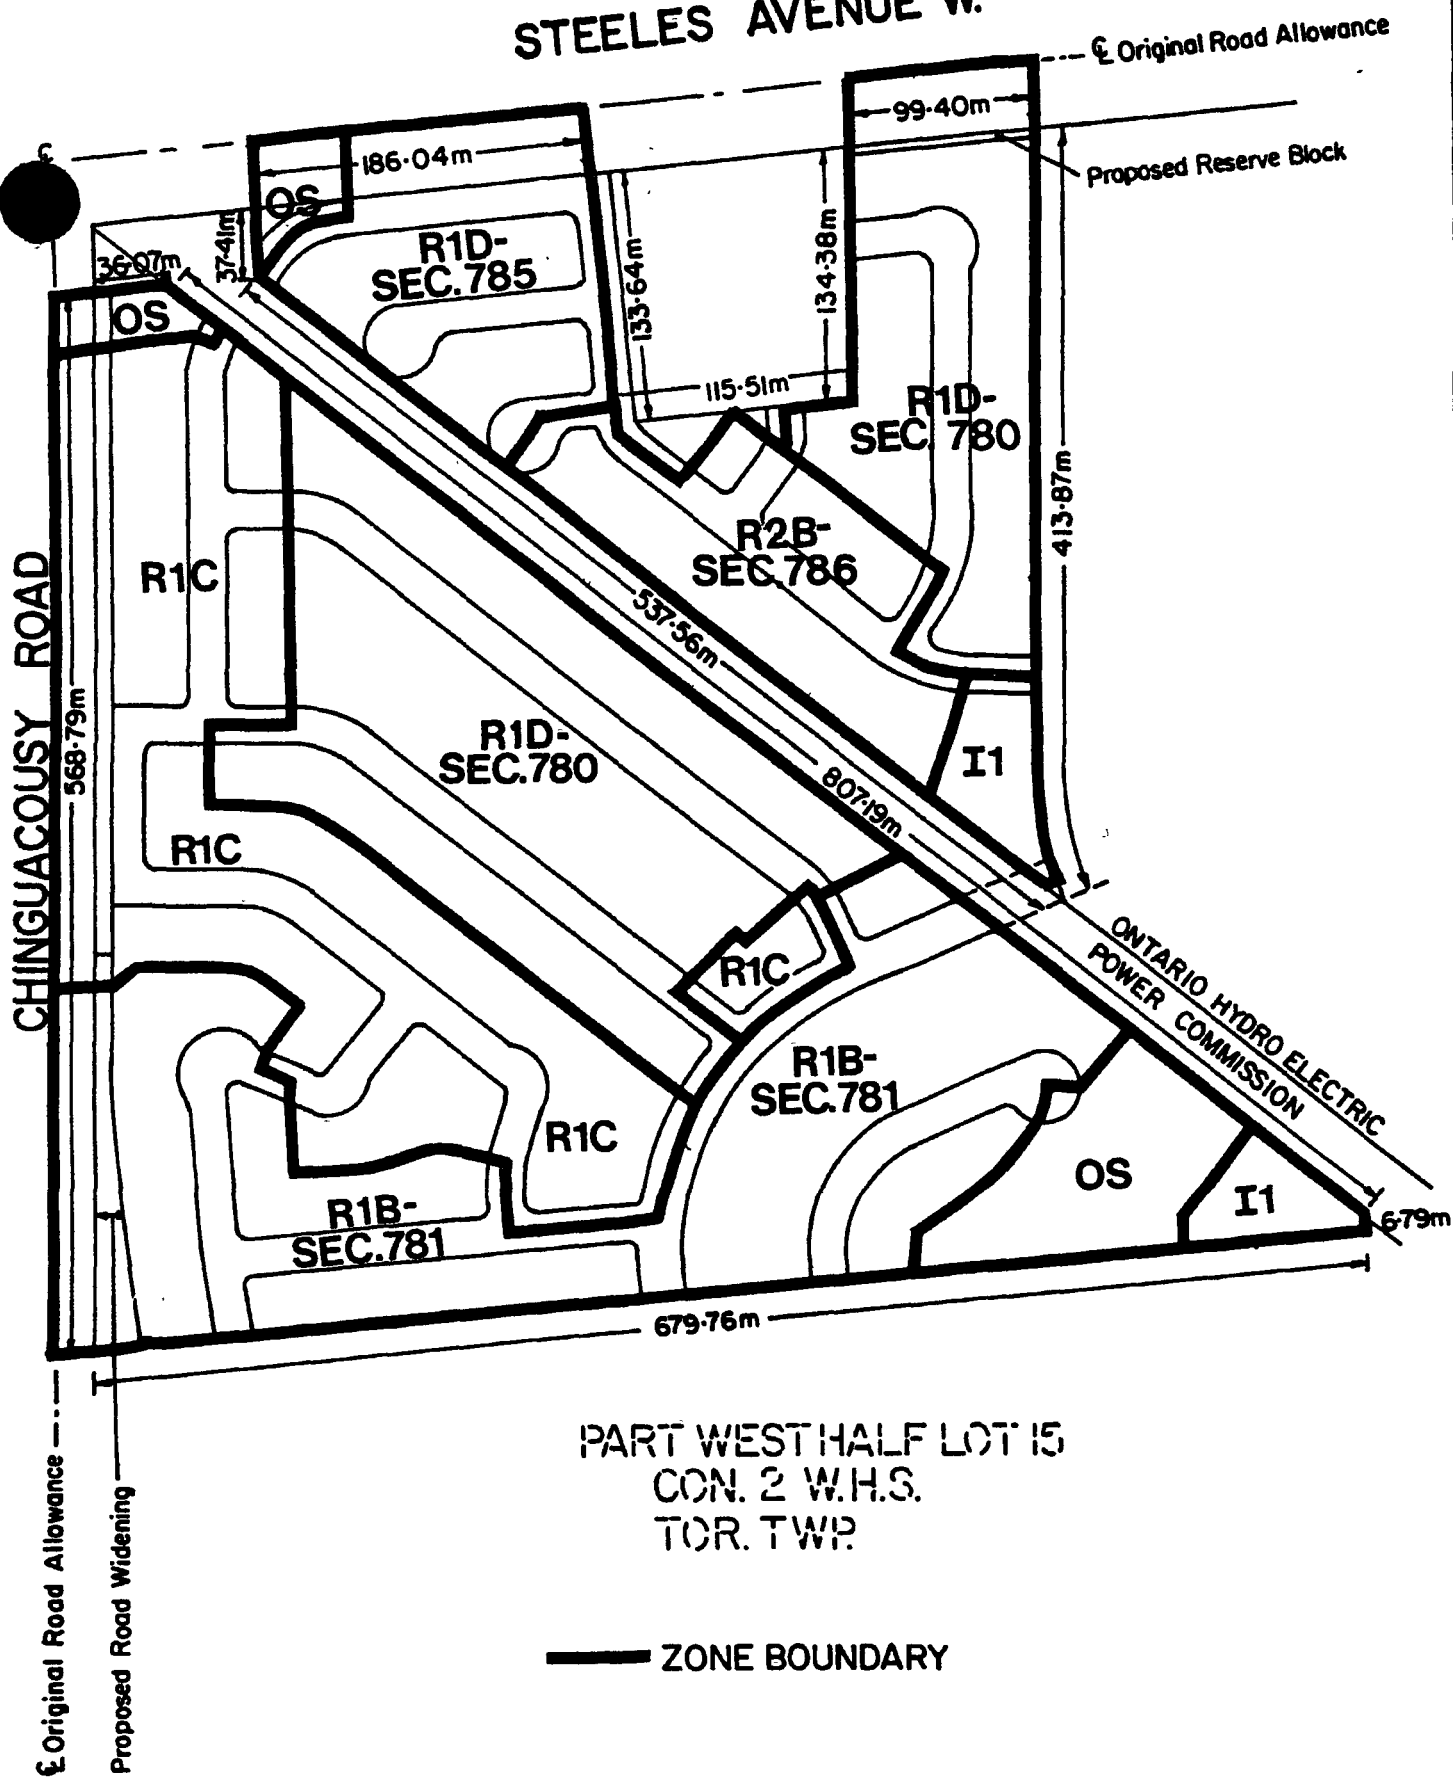 STEELES AVENUE W.
℄ Original Road Allowance
99.40m
Proposed Reserve Block
℄
186.04m
OS
37.41m
R1D-
SEC.785
36.07m
OS
133.64m
134.38m
115.51m
R1D-
SEC. 780
413.87m
R2B-
SEC.786
R1C
537.56m
CHINGUACOUSY ROAD
568.79m
R1D-
SEC.780
I1
807.19m
R1C
R1C
ONTARIO HYDRO ELECTRIC
POWER COMMISSION
R1B-
SEC.781
R1C
OS
I1
6.79m
R1B-
SEC.781
679.76m
PART WEST HALF LOT 15
CON. 2 W.H.S.
TOR. TWP.
℄ Original Road Allowance
Proposed Road Widening
ZONE BOUNDARY